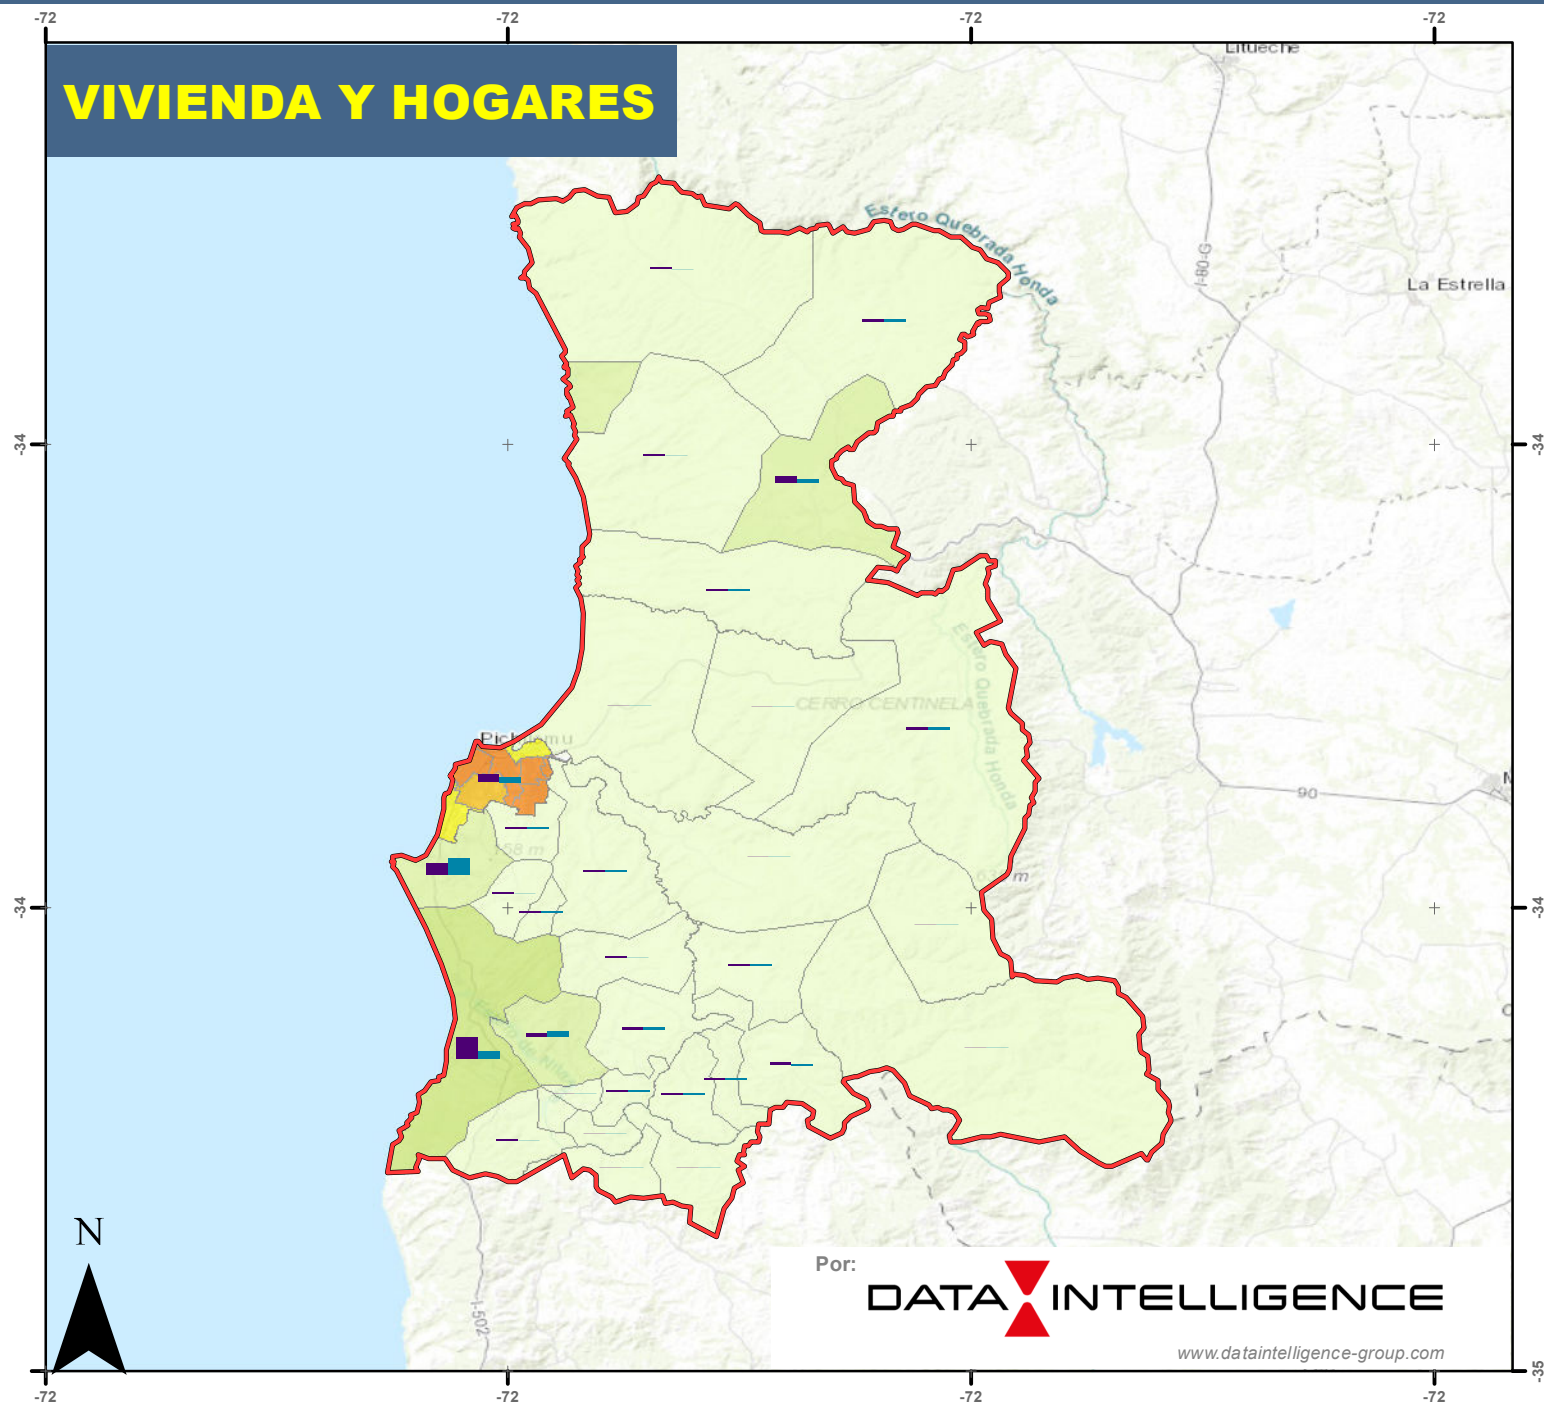 -72 -72 -72 -72
Litueche
VIVIENDA Y HOGARES
Estero Quebrada Honda
I-80-G
La Estrella
-34 -34
Estero Quebrada Honda
CERRO CENTINELA
90
158 m
m
-34 -34
I-502
N
Por:
DATA INTELLIGENCE
www.dataintelligence-group.com
-35
-72 -72 -72 -72